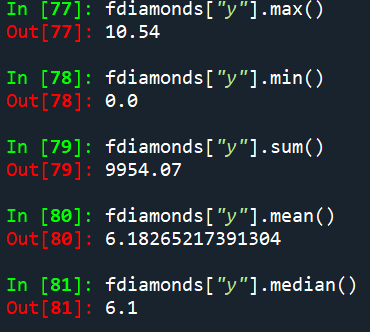 In [77]: fdiamonds["y"].max()
Out[77]: 10.54
In [78]: fdiamonds["y"].min()
Out[78]: 0.0
In [79]: fdiamonds["y"].sum()
Out[79]: 9954.07
In [80]: fdiamonds["y"].mean()
Out[80]: 6.18265217391304
In [81]: fdiamonds["y"].median()
Out[81]: 6.1